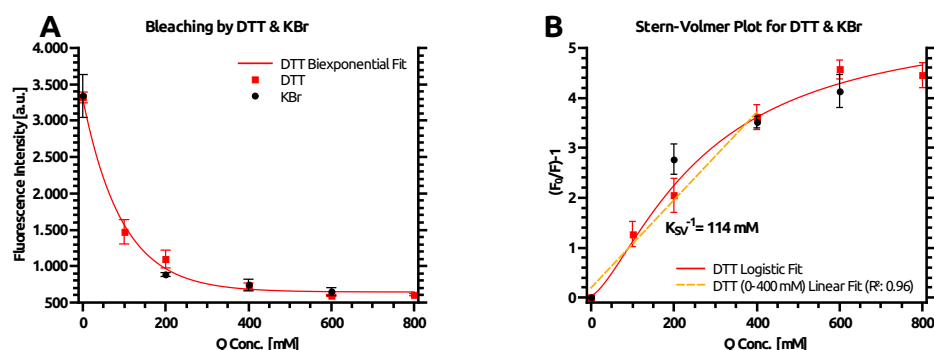 A
Bleaching by DTT & KBr
4.000
3.500
3.000
2.500
2.000
1.500
1.000
500
Fluorescence Intensity [a.u.]
DTT Biexponential Fit
DTT
KBr
0
200
400
600
800
Q Conc. [mM]
B
Stern-Volmer Plot for DTT & KBr
5
4
3
2
1
0
(F₀/F)-1
K_SV⁻¹= 114 mM
DTT Logistic Fit
DTT (0-400 mM) Linear Fit (R²: 0.96)
0
200
400
600
800
Q Conc. [mM]